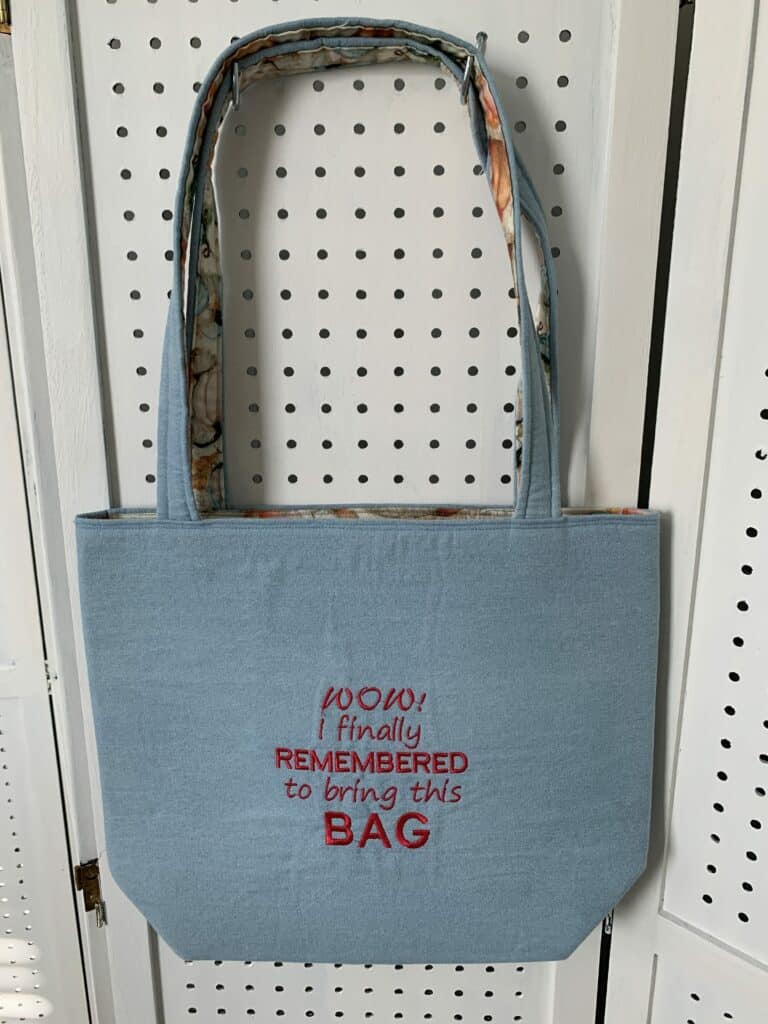 WOW!
I finally
REMEMBERED
to bring this
BAG